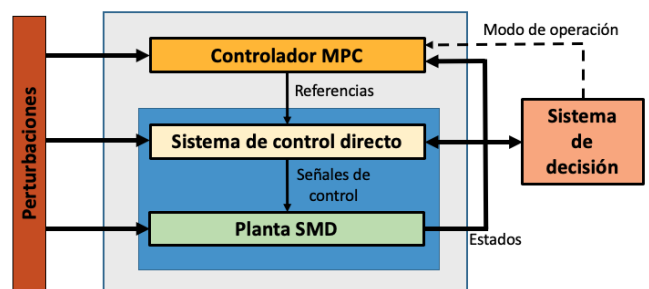 Perturbaciones
Controlador MPC
Modo de operación
Referencias
Sistema de control directo
Sistema
de
decisión
Señales de
control
Planta SMD
Estados